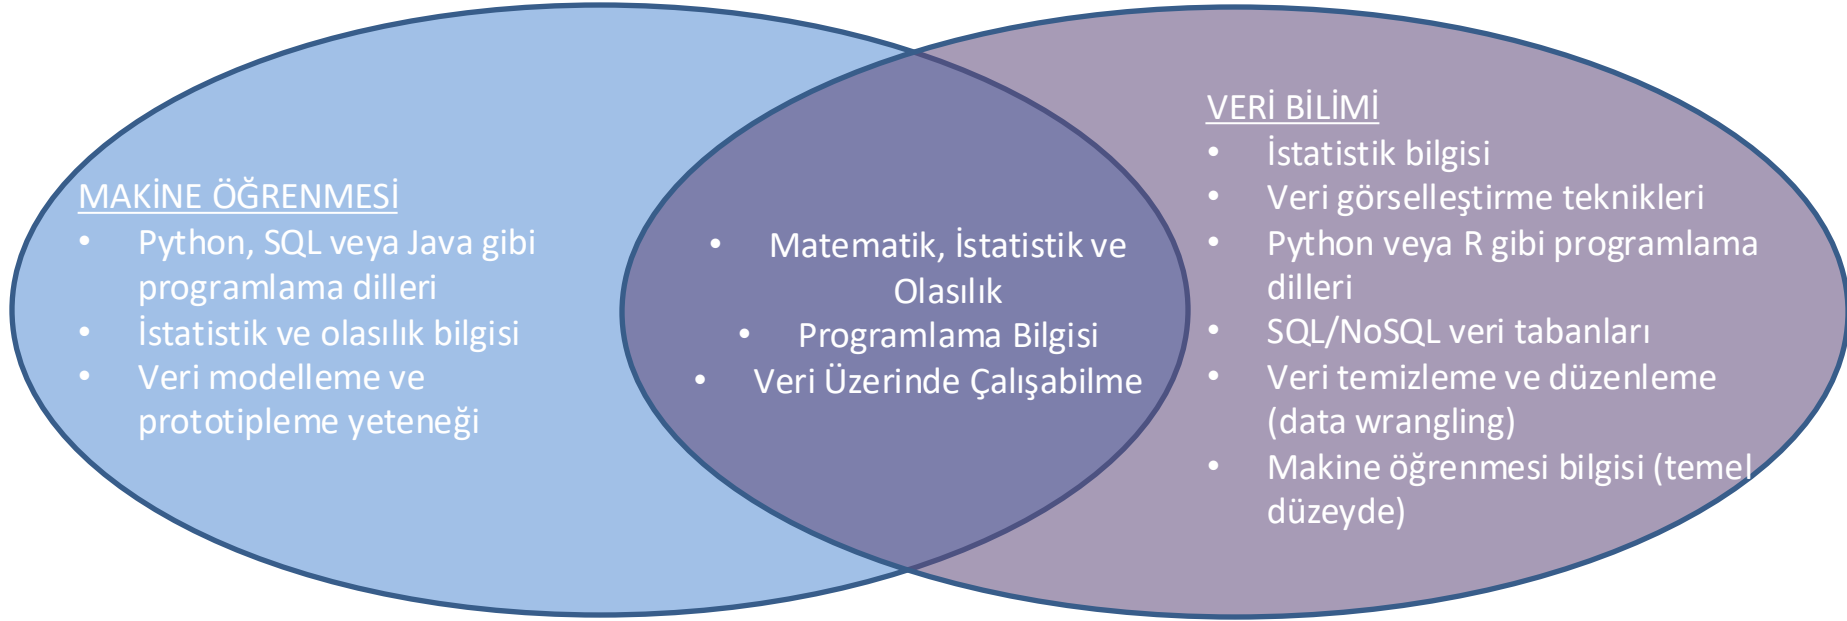 MAKİNE ÖĞRENMESİ
• Python, SQL veya Java gibi
programlama dilleri
• İstatistik ve olasılık bilgisi
• Veri modelleme ve
prototipleme yeteneği
• Matematik, İstatistik ve
Olasılık
• Programlama Bilgisi
• Veri Üzerinde Çalışabilme
VERİ BİLİMİ
• İstatistik bilgisi
• Veri görselleştirme teknikleri
• Python veya R gibi programlama
dilleri
• SQL/NoSQL veri tabanları
• Veri temizleme ve düzenleme
(data wrangling)
• Makine öğrenmesi bilgisi (temel
düzeyde)